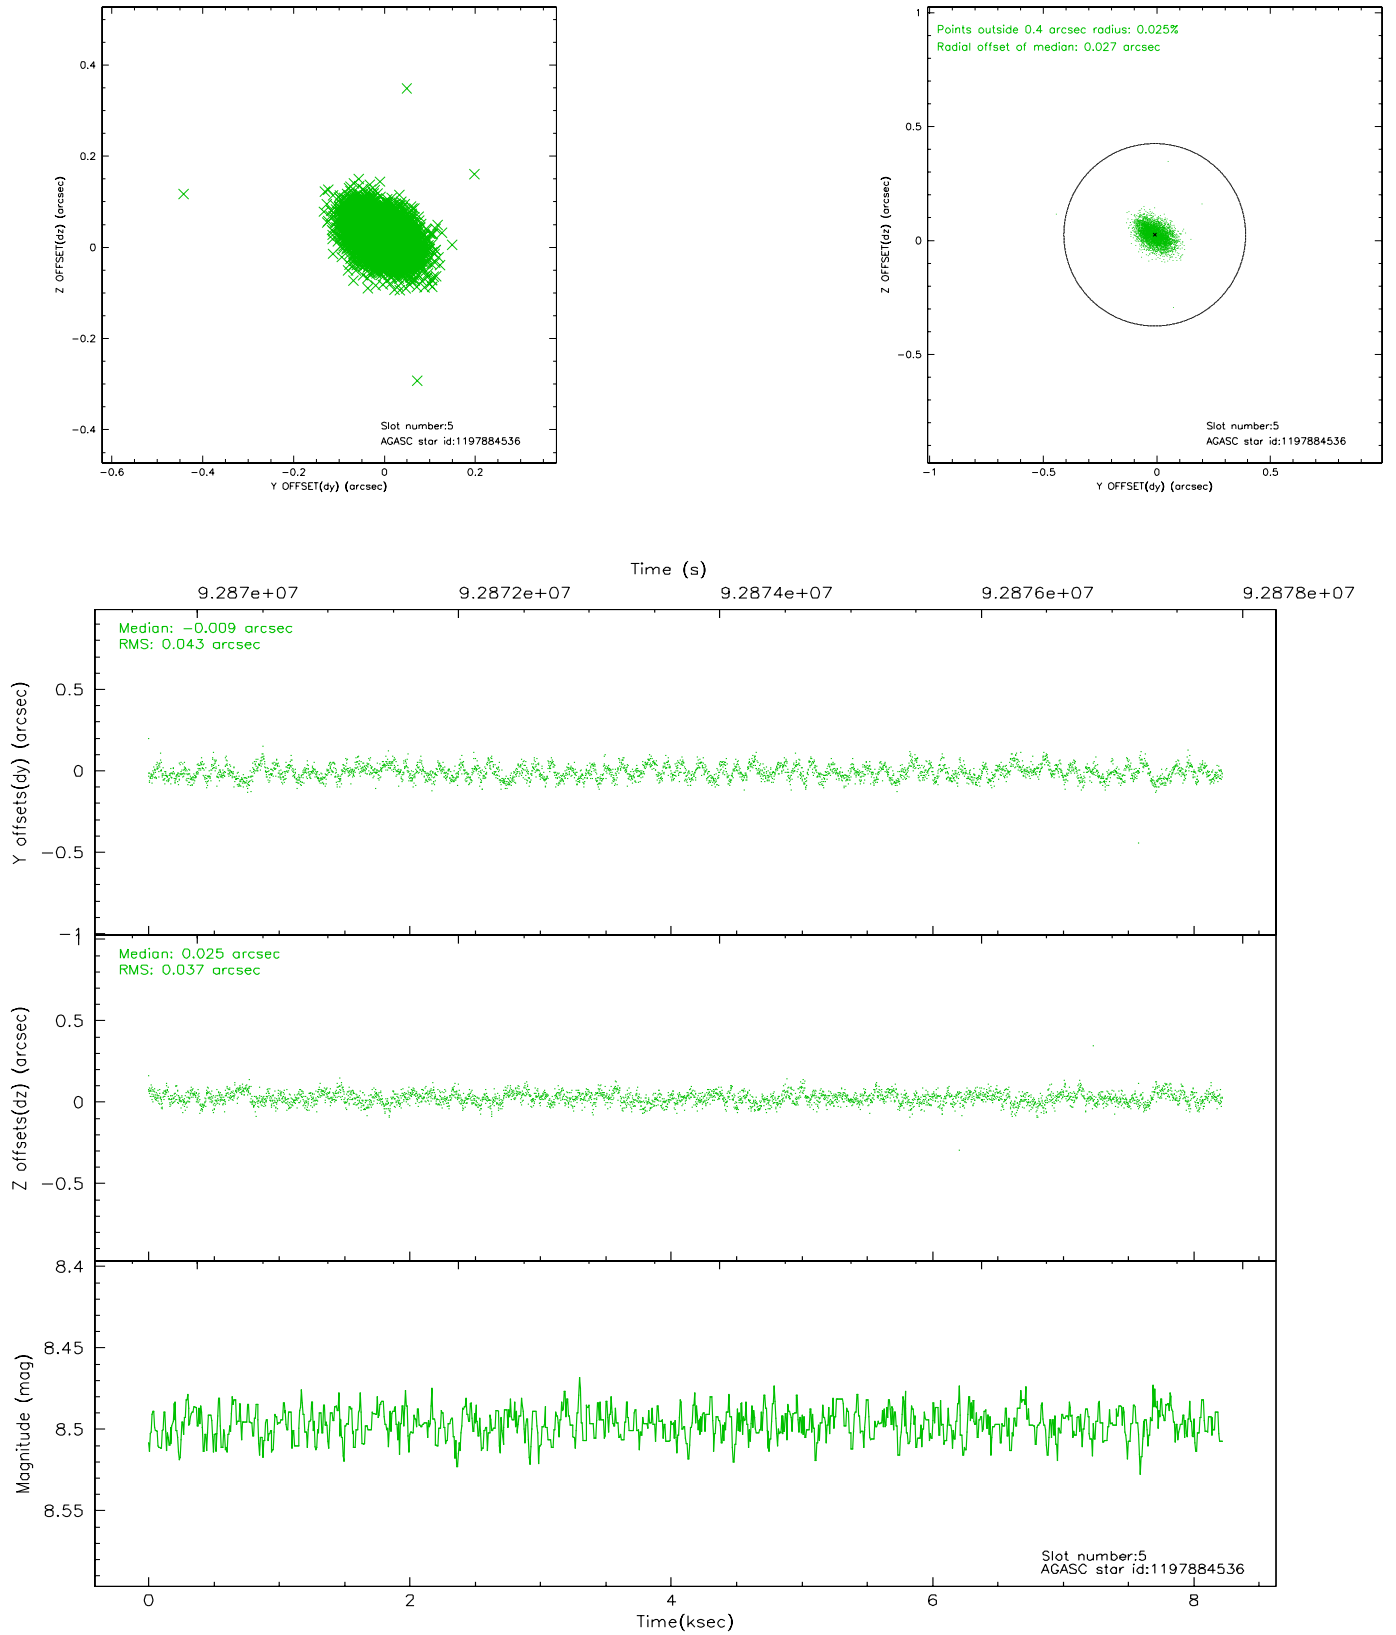 0.4
0.2
0
-0.2
-0.4
Z OFFSET(dz) (arcsec)
Slot number:5
AGASC star id:1197884536
-0.6 -0.4 -0.2 0 0.2
Y OFFSET(dy) (arcsec)
Points outside 0.4 arcsec radius: 0.025%
Radial offset of median: 0.027 arcsec
1
0.5
0
-0.5
Z OFFSET(dz) (arcsec)
Slot number:5
AGASC star id:1197884536
-1 -0.5 0 0.5
Y OFFSET(dy) (arcsec)
Time (s)
9.287e+07 9.2872e+07 9.2874e+07 9.2876e+07 9.2878e+07
Median: -0.009 arcsec
RMS: 0.043 arcsec
0.5
0
-0.5
-1
Y offsets(dy) (arcsec)
Median: 0.025 arcsec
RMS: 0.037 arcsec
1
0.5
0
-0.5
Z offsets(dz) (arcsec)
8.4
8.45
8.5
8.55
Magnitude (mag)
Slot number:5
AGASC star id:1197884536
0 2 4 6 8
Time(ksec)